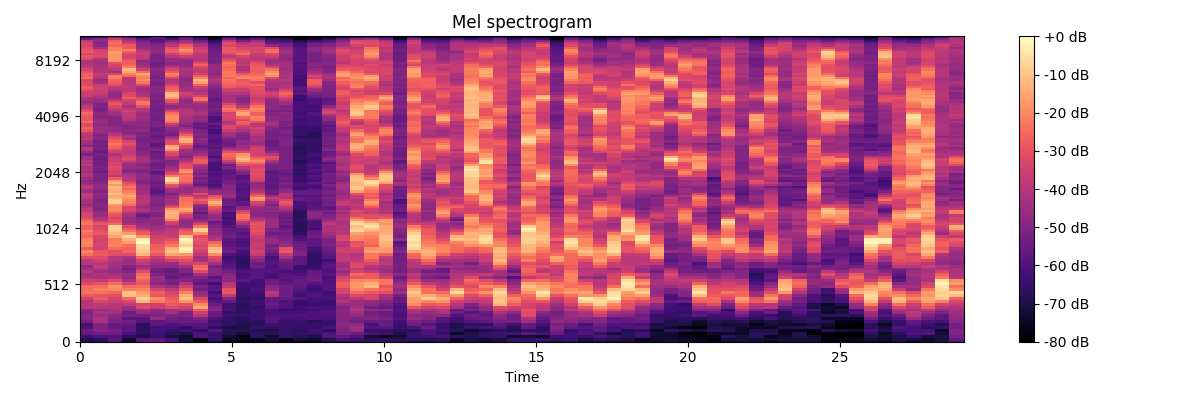 Mel spectrogram
8192
4096
2048
1024
512
0
Hz
0 5 10 15 20 25
Time
+0 dB
-10 dB
-20 dB
-30 dB
-40 dB
-50 dB
-60 dB
-70 dB
-80 dB